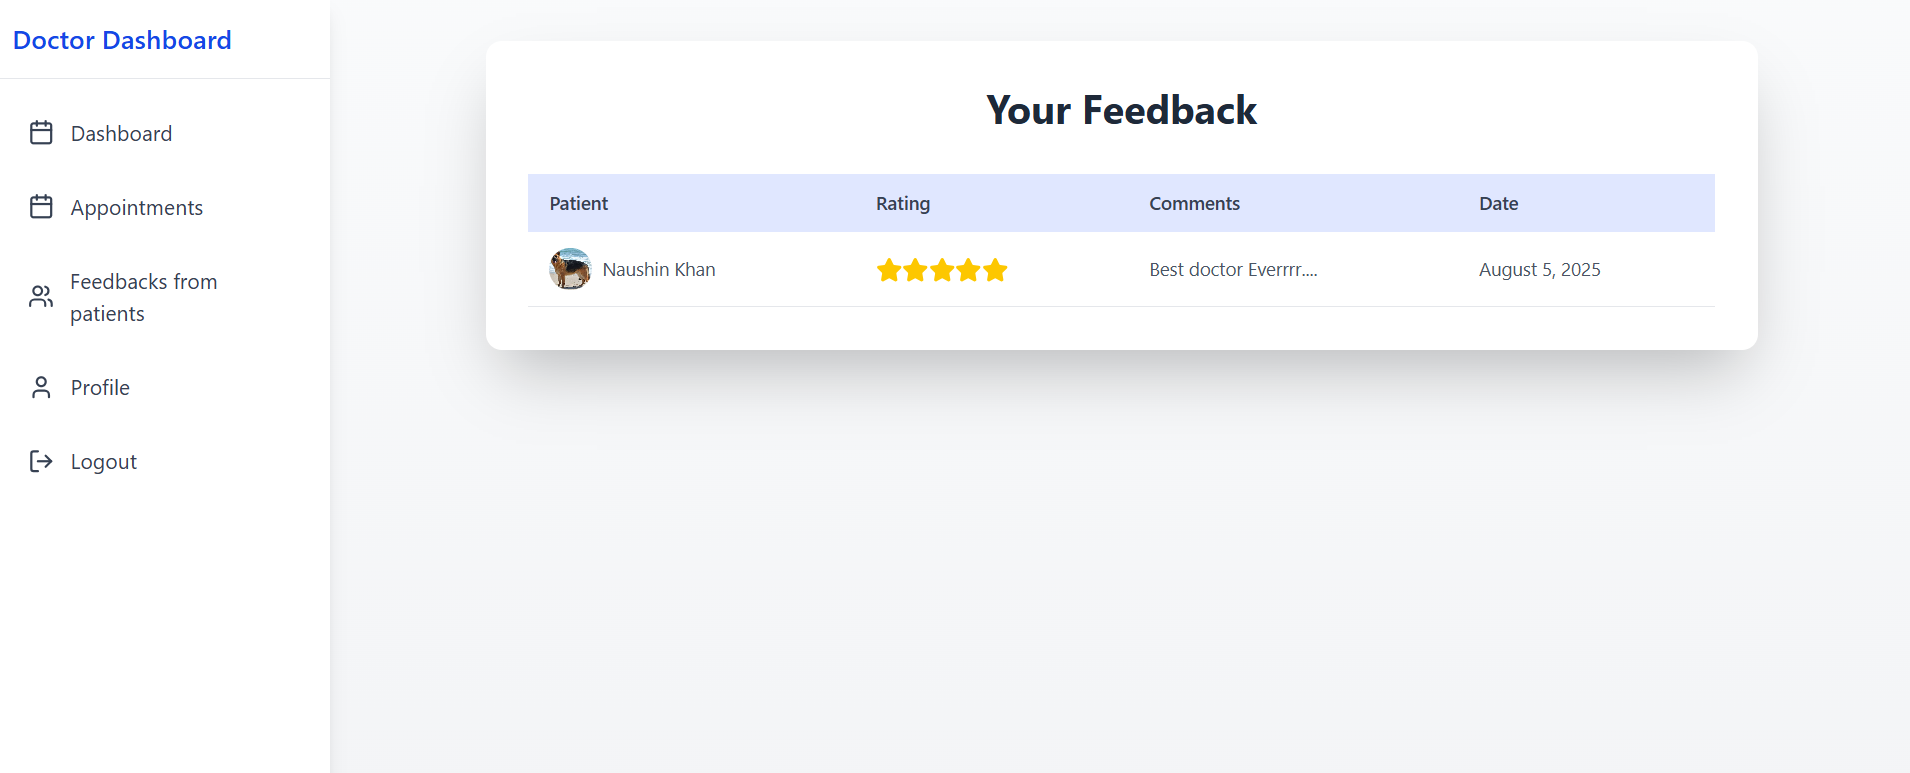 Doctor Dashboard
Dashboard
Appointments
Feedbacks from
patients
Profile
Logout
Your Feedback
Patient Rating Comments Date
Naushin Khan Best doctor Everrrr.... August 5, 2025